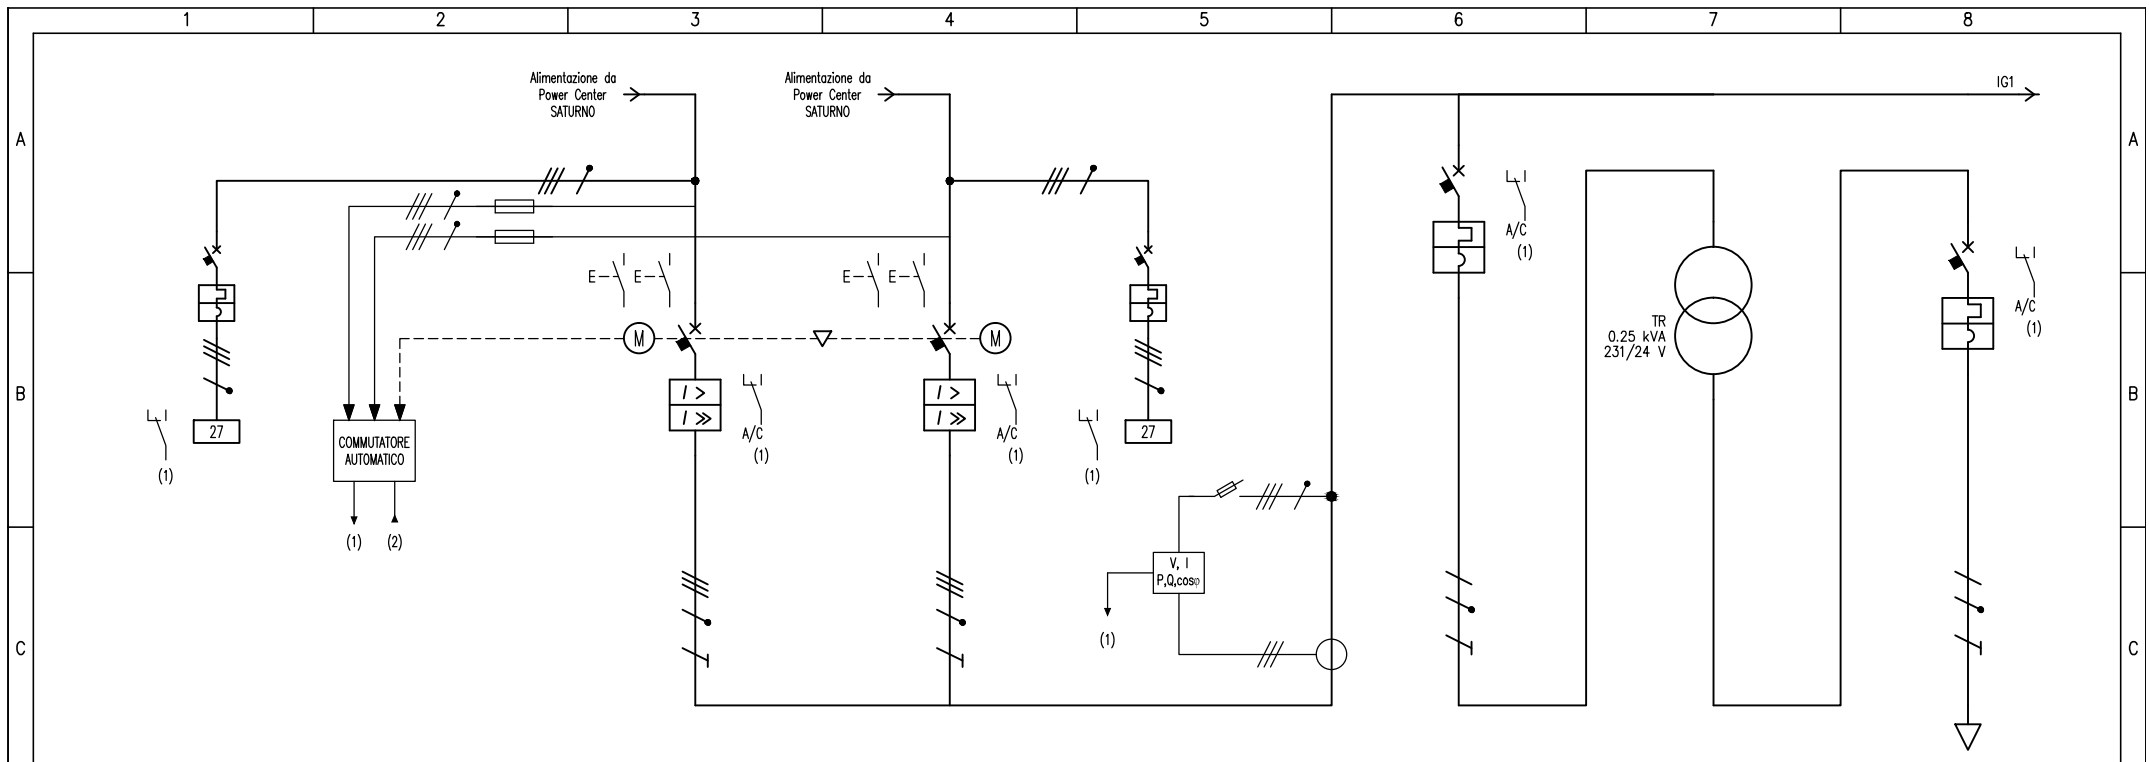 1
2
3
4
5
6
7
8
Alimentazione da
Power Center
SATURNO
Alimentazione da
Power Center
SATURNO
IG1
A
A
A/C
(1)
E
E
E
E
A/C
(1)
TR
0.25 kVA
231/24 V
M
M
B
B
I >
I >>
I >
I >>
A/C
(1)
A/C
(1)
27
(1)
27
(1)
COMMUTATORE
AUTOMATICO
(1)
(2)
V, I
P,Q,cosφ
(1)
C
C